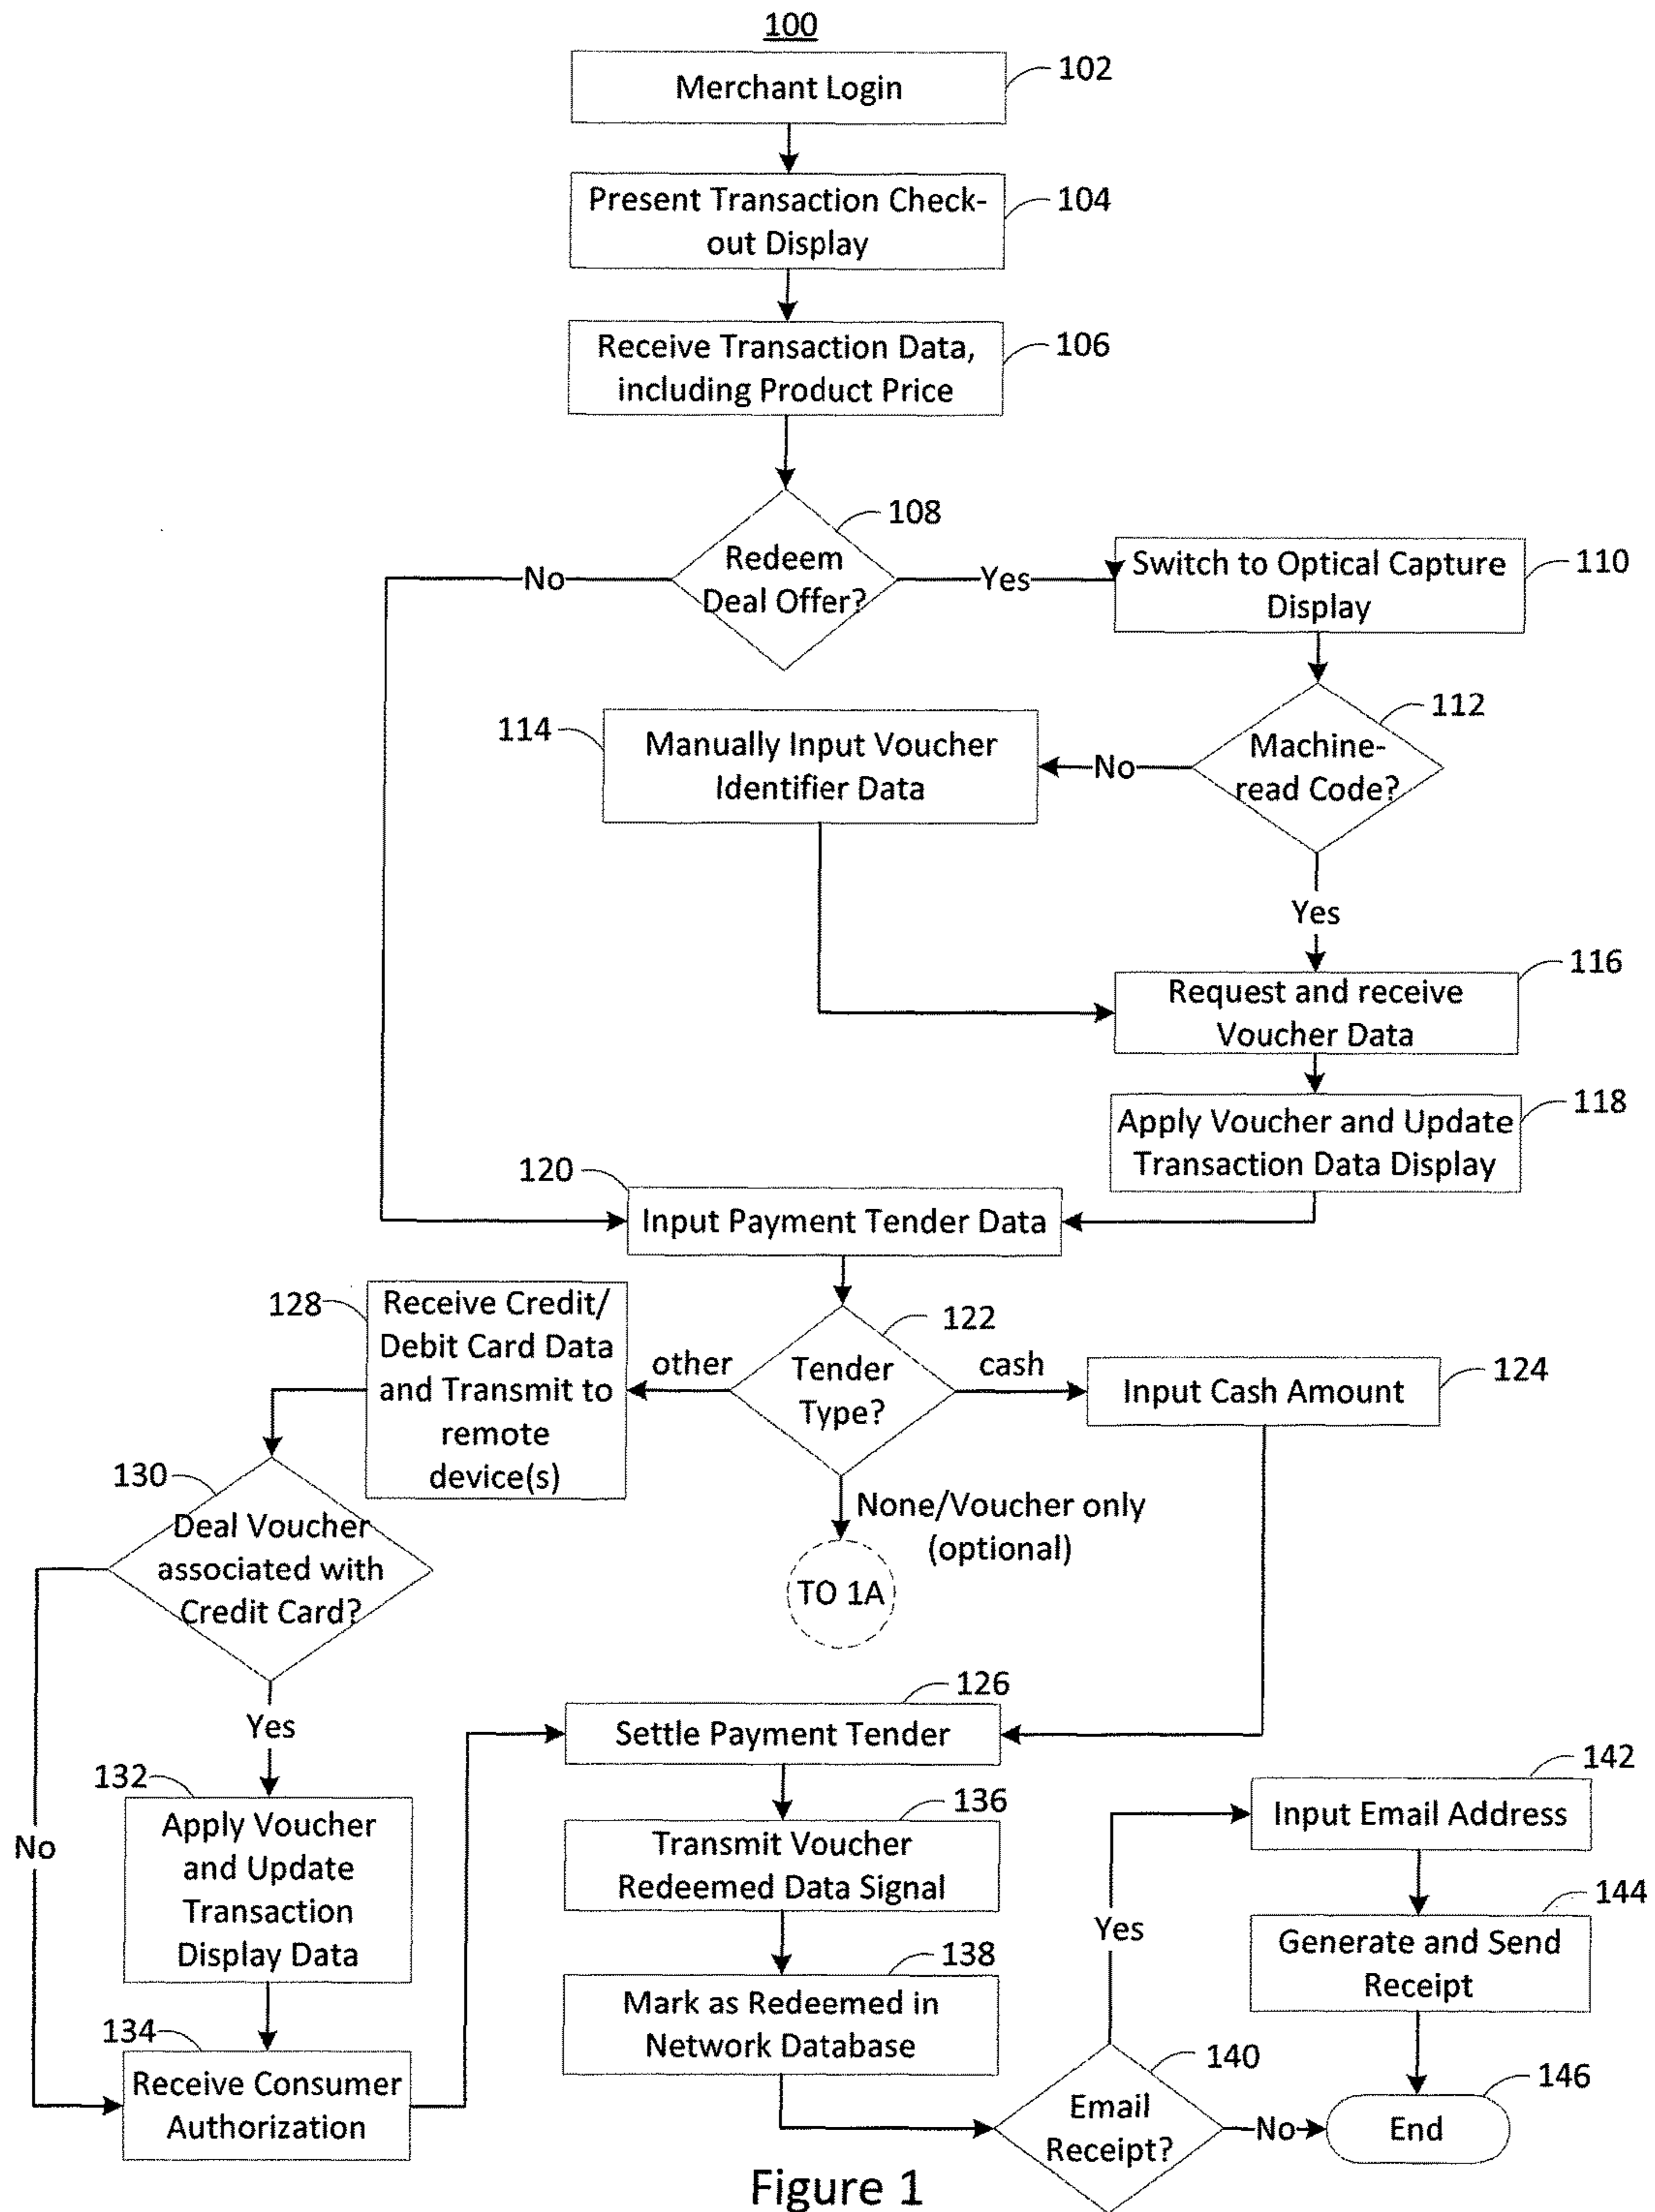 100
Merchant Login
102
Present Transaction Check-
out Display
104
Receive Transaction Data,
including Product Price
106
108
Redeem
Deal Offer?
No
Yes
Switch to Optical Capture
Display
110
112
Machine-
read Code?
No
114
Manually Input Voucher
Identifier Data
Yes
116
Request and receive
Voucher Data
118
Apply Voucher and Update
Transaction Data Display
120
Input Payment Tender Data
122
Tender
Type?
other
cash
128
Receive Credit/
Debit Card Data
and Transmit to
remote
device(s)
Input Cash Amount
124
None/Voucher only
(optional)
TO 1A
130
Deal Voucher
associated with
Credit Card?
Yes
No
132
Apply Voucher
and Update
Transaction
Display Data
134
Receive Consumer
Authorization
126
Settle Payment Tender
136
Transmit Voucher
Redeemed Data Signal
138
Mark as Redeemed in
Network Database
140
Email
Receipt?
Yes
No
142
Input Email Address
144
Generate and Send
Receipt
146
End
Figure 1